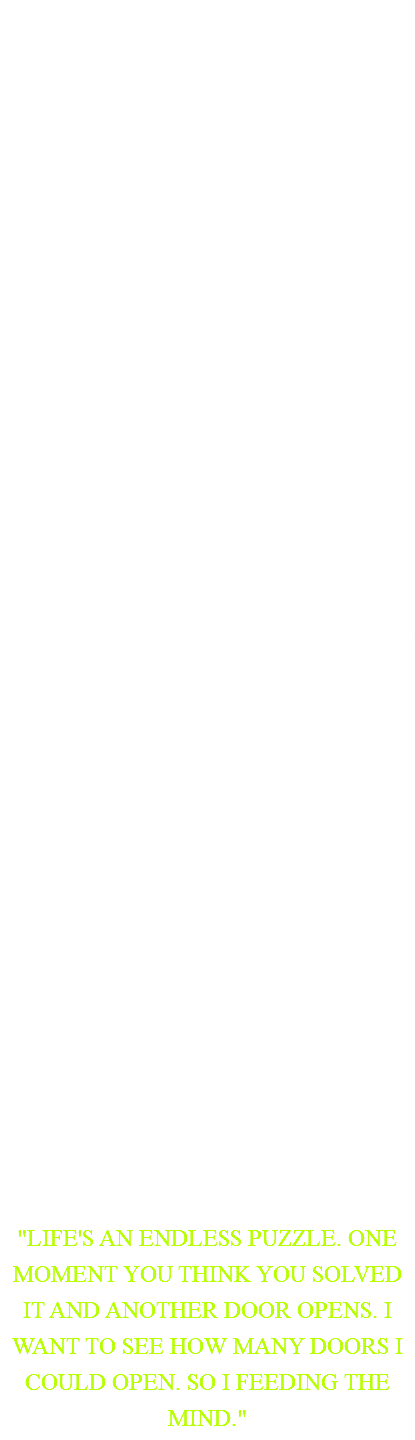 "LIFE'S AN ENDLESS PUZZLE. ONE
MOMENT YOU THINK YOU SOLVED
IT AND ANOTHER DOOR OPENS. I
WANT TO SEE HOW MANY DOORS I
COULD OPEN. SO I FEEDING THE
MIND."